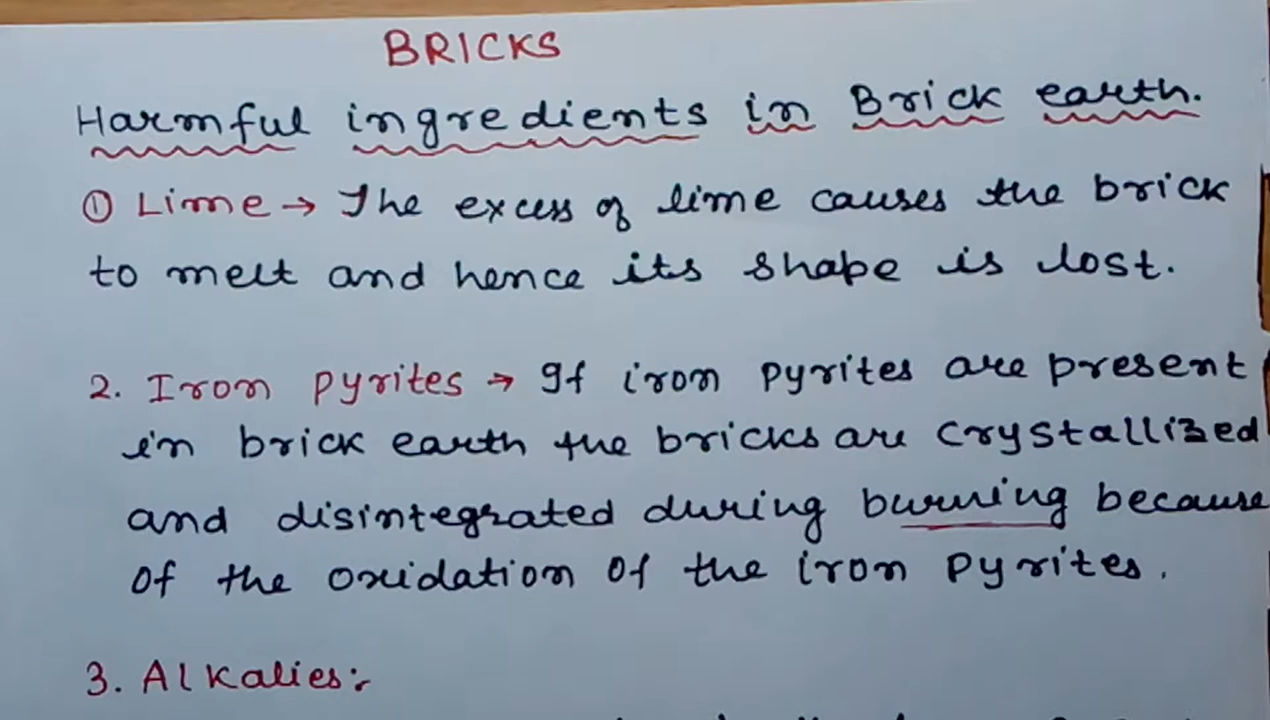 BRICKS
Harmful ingredients in Brick earth.
① Lime → The excess of lime causes the brick
to melt and hence its shape is lost.
2. Iron pyrites → If iron pyrites are present
in brick earth the bricks are crystallized
and disintegrated during burning because
of the oxidation of the iron pyrites.
3. Alkalies:-